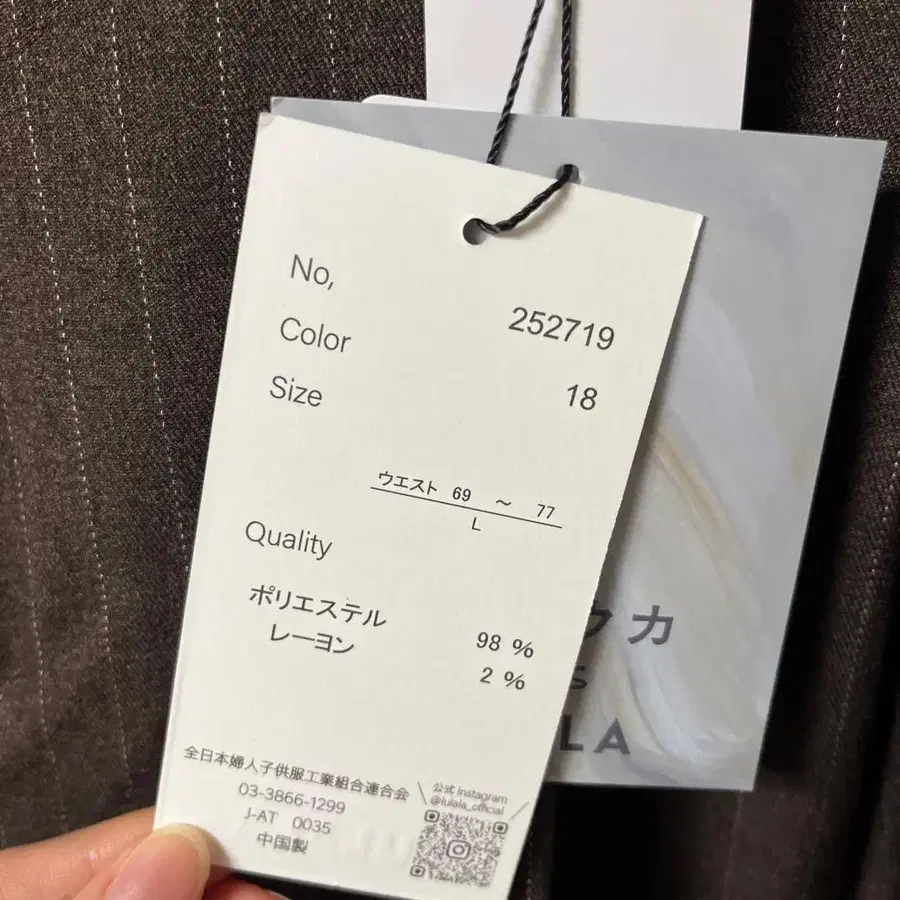 No, 252719
Color 18
Size
ウエスト 69 ～ 77
L
Quality
ポリエステル 98 %
レーヨン 2 %
全日本婦人子供服工業組合連合会
03-3866-1299
J-AT 0035
中国製
公式 Instagram
@lulala_official
カ
S
LA